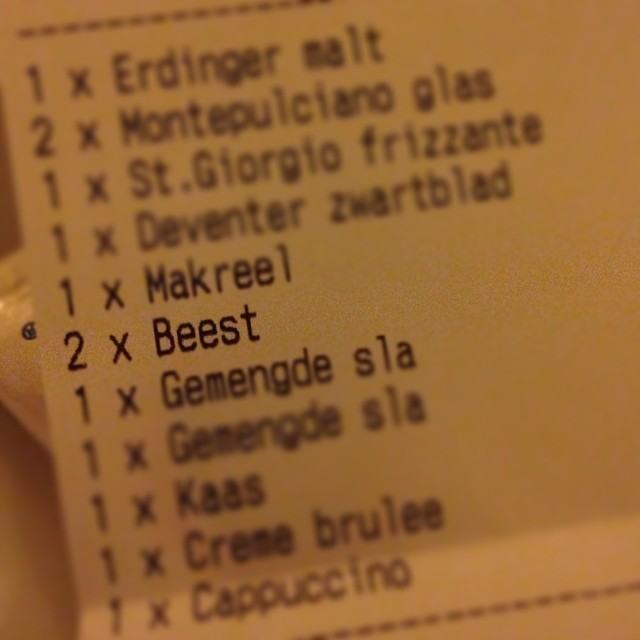 1 x Erdinger malt
2 x Montepulciano glas
1 x St.Giorgio frizzante
1 x Deventer zwartblad
1 x Makreel
2 x Beest
1 x Gemengde sla
1 x Gemengde sla
1 x Kaas
1 x Creme brulee
1 x Cappuccino